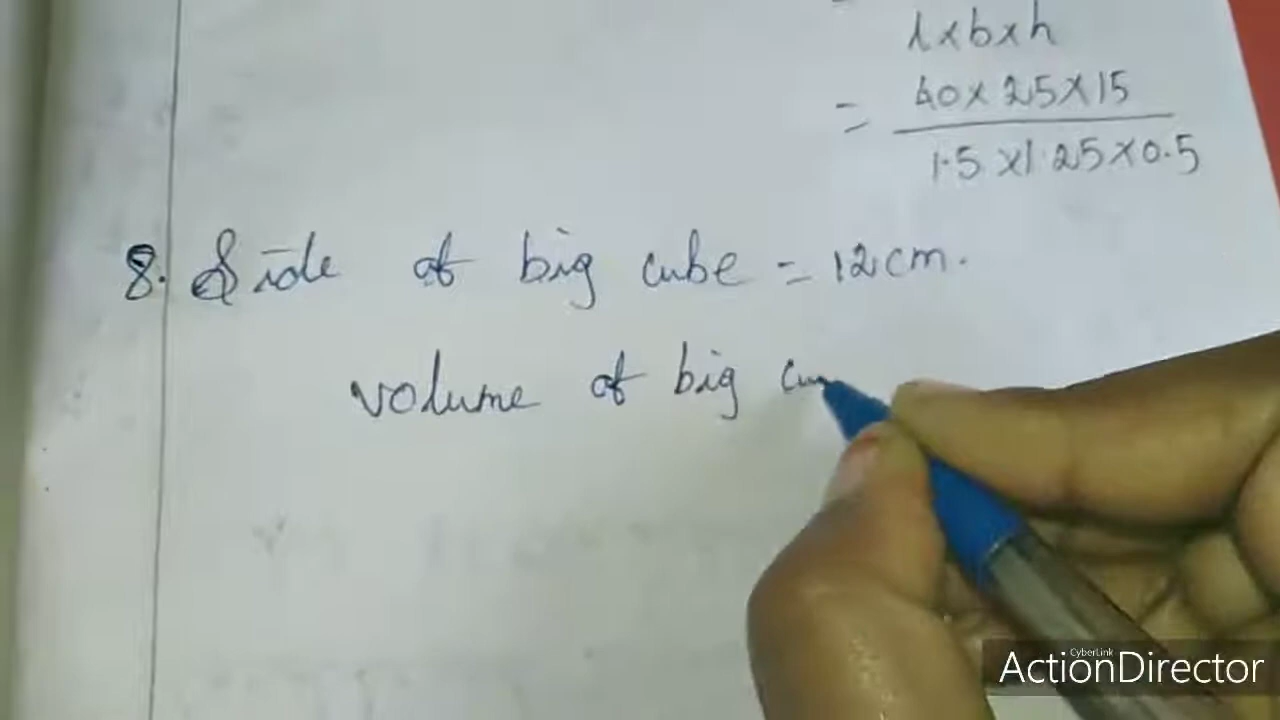 l×b×h
= 40×25×15
1.5×1.25×0.5
8. Side of big cube = 12cm.
volume of big cu
CyberLink
ActionDirector